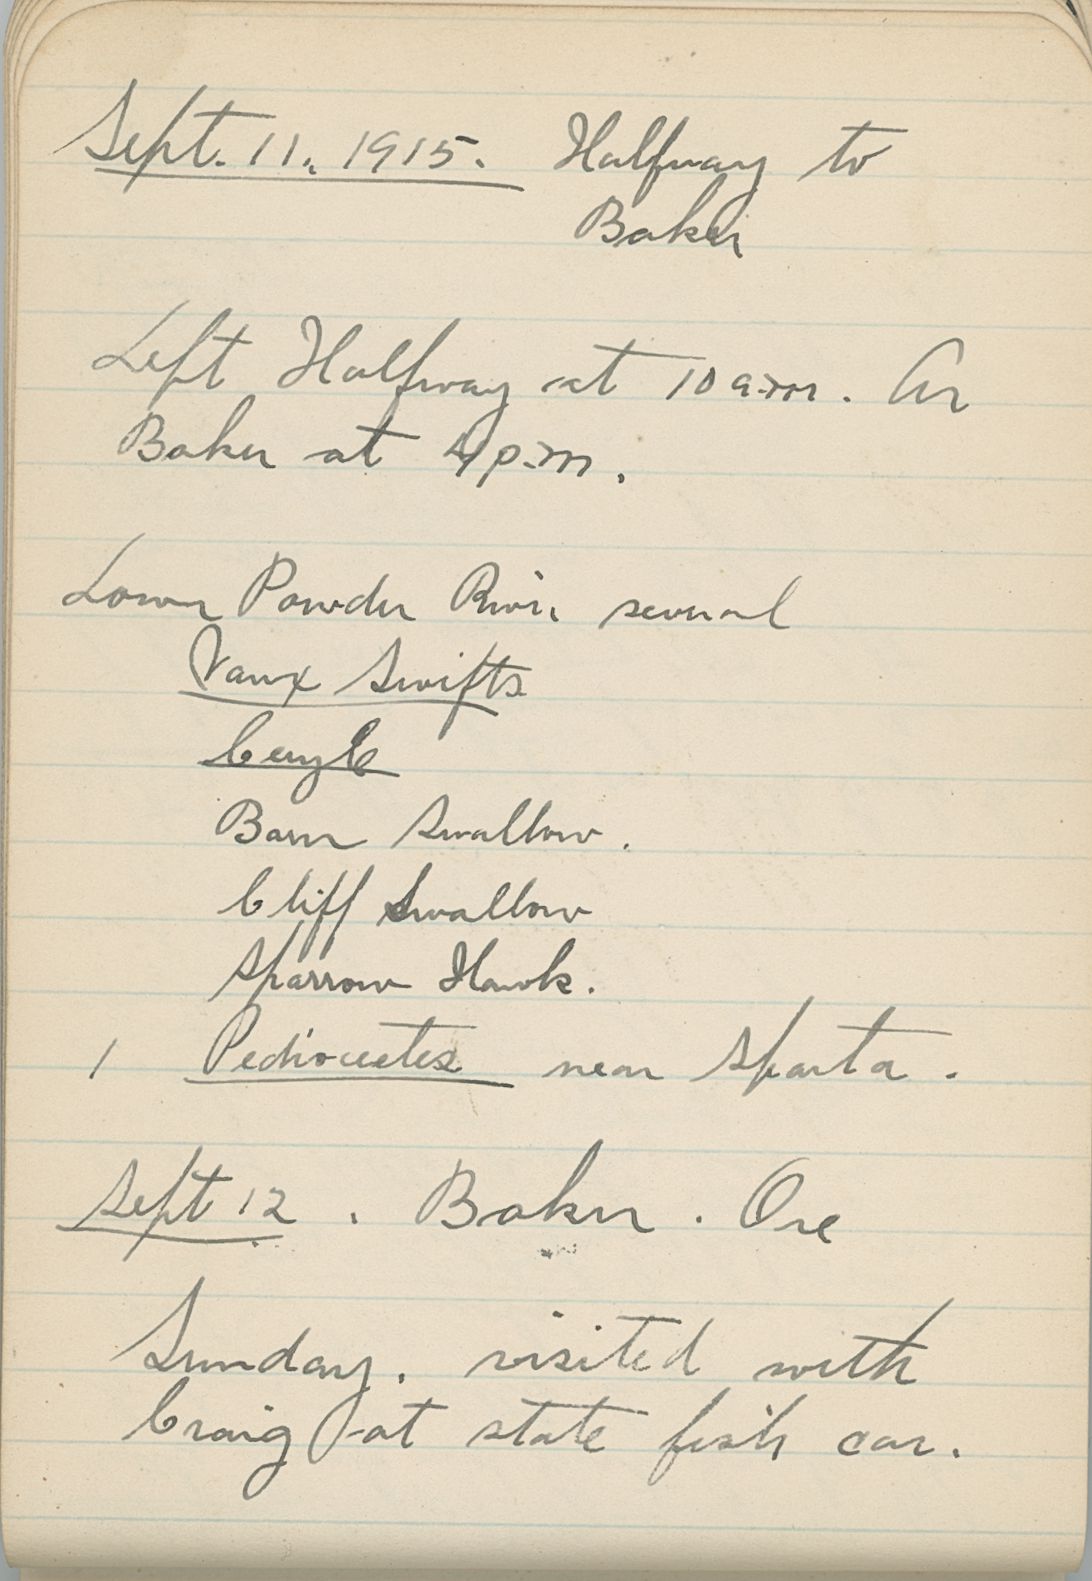 Sept. 11, 1915. Halfway to
Baker
Left Halfway at 10 a.m. Ar
Baker at 4 p.m.
Lower Powder River several
Vaux Swifts
Ceryle
Barn Swallow.
Cliff Swallow
Sparrow Hawk.
1 Pediocetes near Sparta.
Sept 12. Baker. Ore
Sunday. visited with
Craig at state fish car.